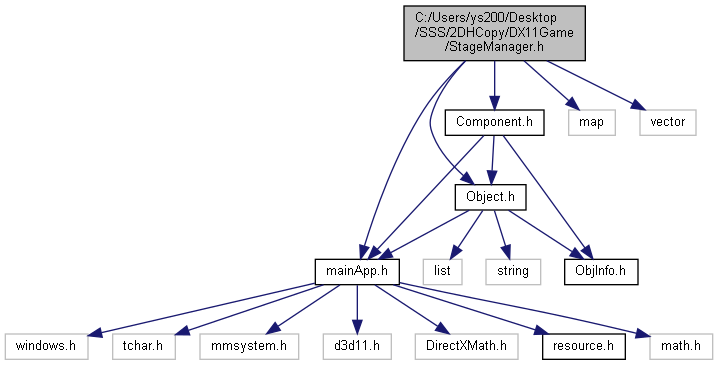 C:/Users/ys200/Desktop
/SSS/2DHCopy/DX11Game
/StageManager.h
Component.h
map
vector
Object.h
mainApp.h
list
string
ObjInfo.h
windows.h
tchar.h
mmsystem.h
d3d11.h
DirectXMath.h
resource.h
math.h